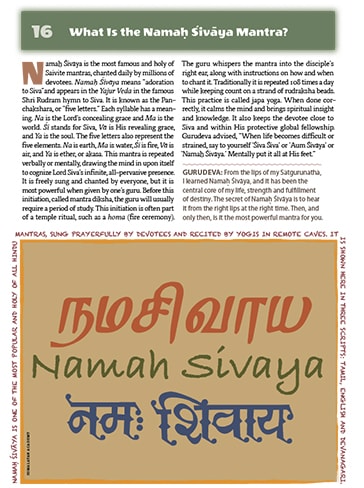 16 What Is the Namaḥ Śivāya Mantra?
Namaḥ Śivāya is the most famous and holy of
Saivite mantras, chanted daily by millions of
devotees. Namaḥ Śivāya means “adoration
to Siva” and appears in the Yajur Veda in the famous
Shri Rudram hymn to Siva. It is known as the Pan-
chakshara, or “five letters.” Each syllable has a mean-
ing. Na is the Lord’s concealing grace and Ma is the
world. Śi stands for Siva, Vā is His revealing grace,
and Ya is the soul. The five letters also represent the
five elements. Na is earth, Ma is water, Śi is fire, Vā is
air, and Ya is ether, or akasa. This mantra is repeated
verbally or mentally, drawing the mind in upon itself
to cognize Lord Siva’s infinite, all-pervasive presence.
It is freely sung and chanted by everyone, but it is
most powerful when given by one’s guru. Before this
initiation, called mantra diksha, the guru will usually
require a period of study. This initiation is often part
of a temple ritual, such as a homa (fire ceremony).
The guru whispers the mantra into the disciple’s
right ear, along with instructions on how and when
to chant it. Traditionally it is repeated 108 times a day
while keeping count on a strand of rudraksha beads.
This practice is called japa yoga. When done cor-
rectly, it calms the mind and brings spiritual insight
and knowledge. It also keeps the devotee close to
Siva and within His protective global fellowship
Gurudeva advised, “When life becomes difficult or
strained, say to yourself ‘Śiva Śiva’ or ‘Aum Śivāya’ or
‘Namaḥ Śivāya.’ Mentally put it all at His feet.”
GURUDEVA: From the lips of my Satgurunatha,
I learned Namaḥ Śivāya, and it has been the
central core of my life, strength and fulfillment
of destiny. The secret of Namaḥ Śivāya is to hear
it from the right lips at the right time. Then, and
only then, is it the most powerful mantra for you.
NAMAḤ ŚIVĀYA IS ONE OF THE MOST POPULAR AND HOLY OF ALL HINDU
MANTRAS, SUNG PRAYERFULLY BY DEVOTEES AND RECITED BY YOGIS IN REMOTE CAVES. IT
IS SHOWN HERE IN THREE SCRIPTS: TAMIL, ENGLISH AND DEVANAGARI.
நமசிவாய
Namah Sivaya
नमः शिवाय
HIMALAYAN ACADEMY